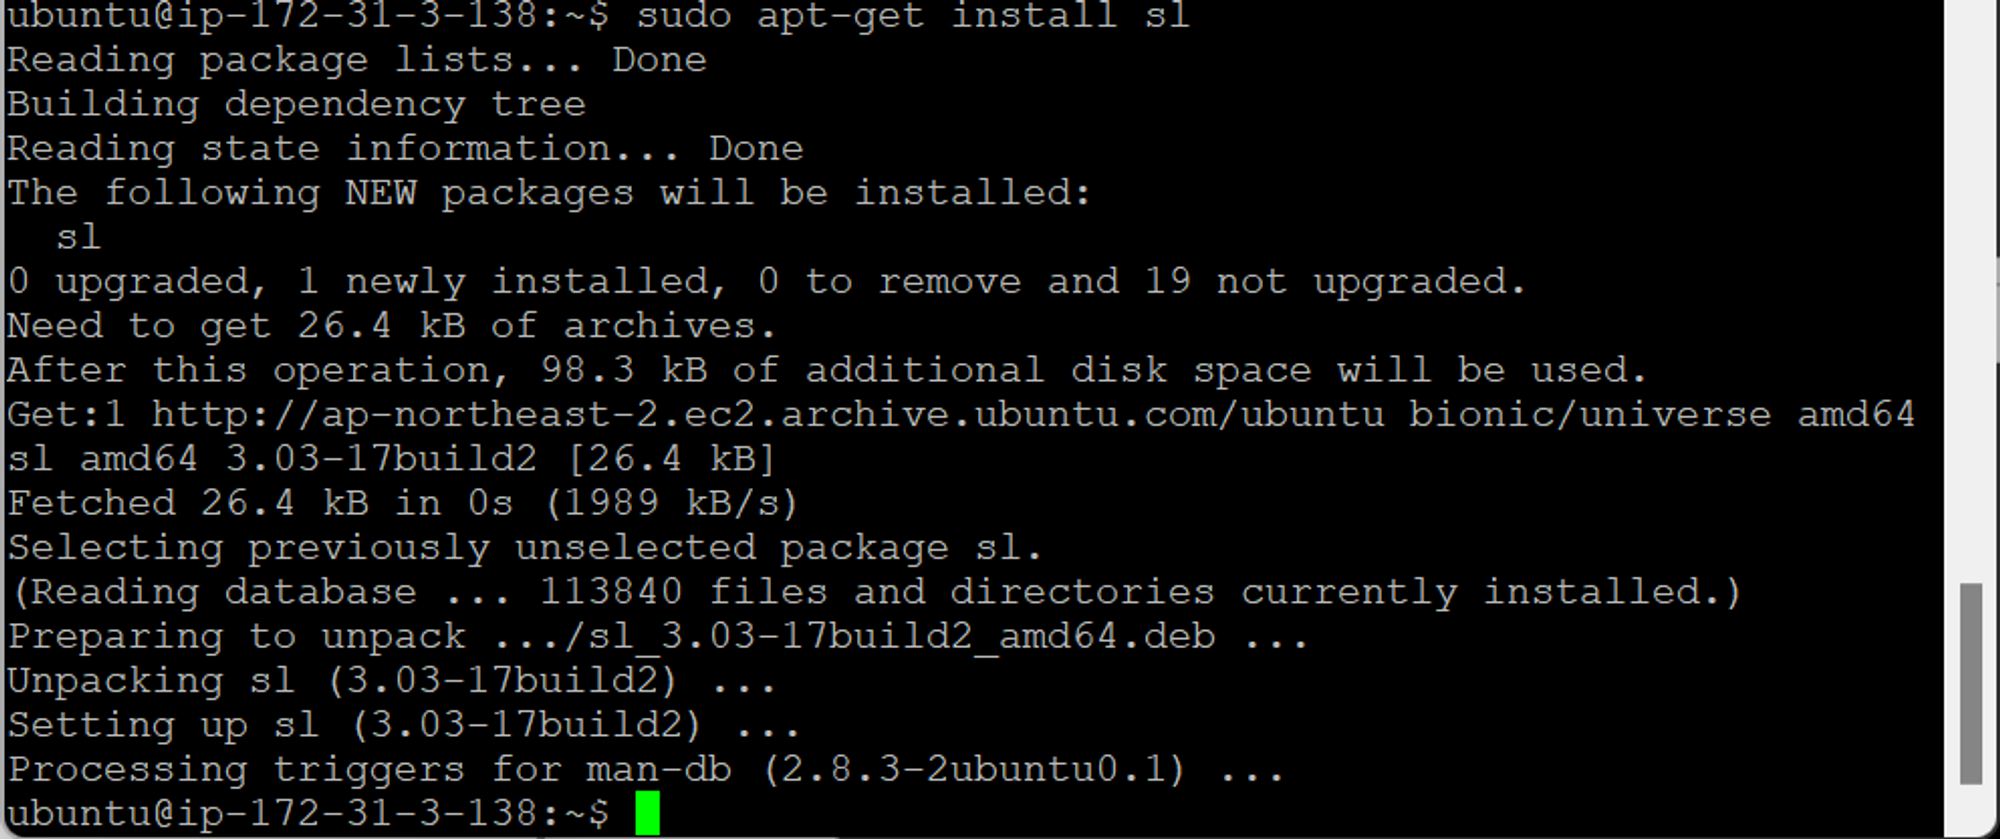 ubuntu@ip-172-31-3-138:~$ sudo apt-get install sl
Reading package lists... Done
Building dependency tree
Reading state information... Done
The following NEW packages will be installed:
  sl
0 upgraded, 1 newly installed, 0 to remove and 19 not upgraded.
Need to get 26.4 kB of archives.
After this operation, 98.3 kB of additional disk space will be used.
Get:1 http://ap-northeast-2.ec2.archive.ubuntu.com/ubuntu bionic/universe amd64
sl amd64 3.03-17build2 [26.4 kB]
Fetched 26.4 kB in 0s (1989 kB/s)
Selecting previously unselected package sl.
(Reading database ... 113840 files and directories currently installed.)
Preparing to unpack .../sl_3.03-17build2_amd64.deb ...
Unpacking sl (3.03-17build2) ...
Setting up sl (3.03-17build2) ...
Processing triggers for man-db (2.8.3-2ubuntu0.1) ...
ubuntu@ip-172-31-3-138:~$